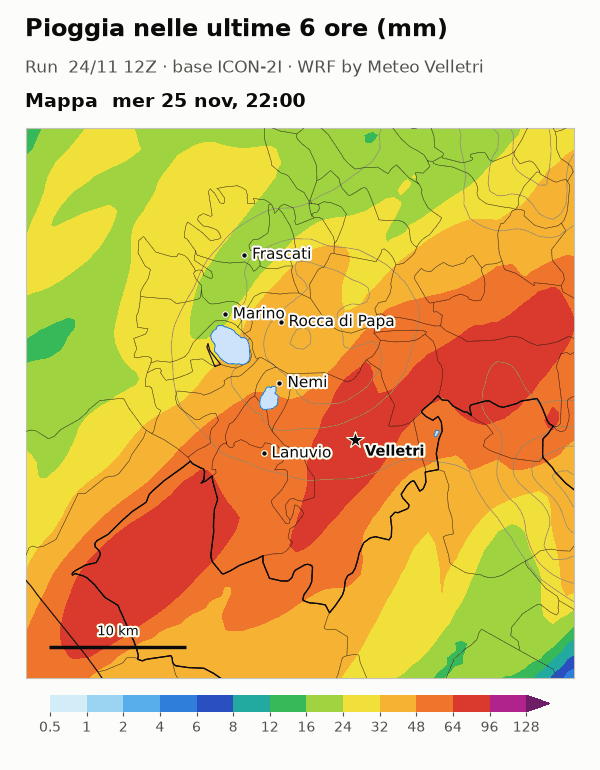 Pioggia nelle ultime 6 ore (mm)
Run  24/11 12Z · base ICON-2I · WRF by Meteo Velletri
Mappa  mer 25 nov, 22:00
Frascati
Marino
Rocca di Papa
Nemi
Velletri
Lanuvio
10 km
0.5 1 2 4 6 8 12 16 24 32 48 64 96 128